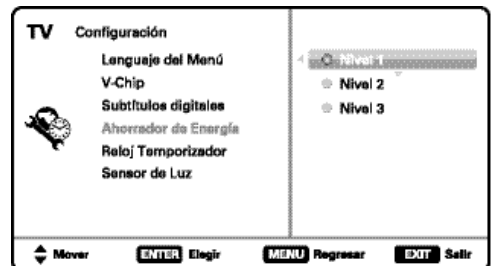 TV Configuración
Lenguaje del Menú
V-Chip
Subtítulos digitales
Ahorrador de Energía
Reloj Temporizador
Sensor de Luz
Nivel 1
Nivel 2
Nivel 3
Mover ENTER Elegir MENU Regresar EXIT Salir